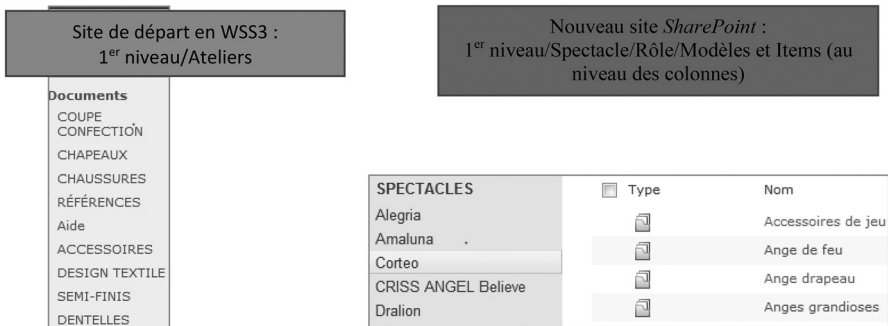 Site de départ en WSS3 :
1er niveau/Ateliers
Nouveau site SharePoint :
1er niveau/Spectacle/Rôle/Modèles et Items (au
niveau des colonnes)
Documents
COUPE
CONFECTION
CHAPEAUX
CHAUSSURES
RÉFÉRENCES
Aide
ACCESSOIRES
DESIGN TEXTILE
SEMI-FINIS
DENTELLES
SPECTACLES
Alegria
Amaluna
Corteo
CRISS ANGEL Believe
Dralion
Type Nom
Accessoires de jeu
Ange de feu
Ange drapeau
Anges grandioses